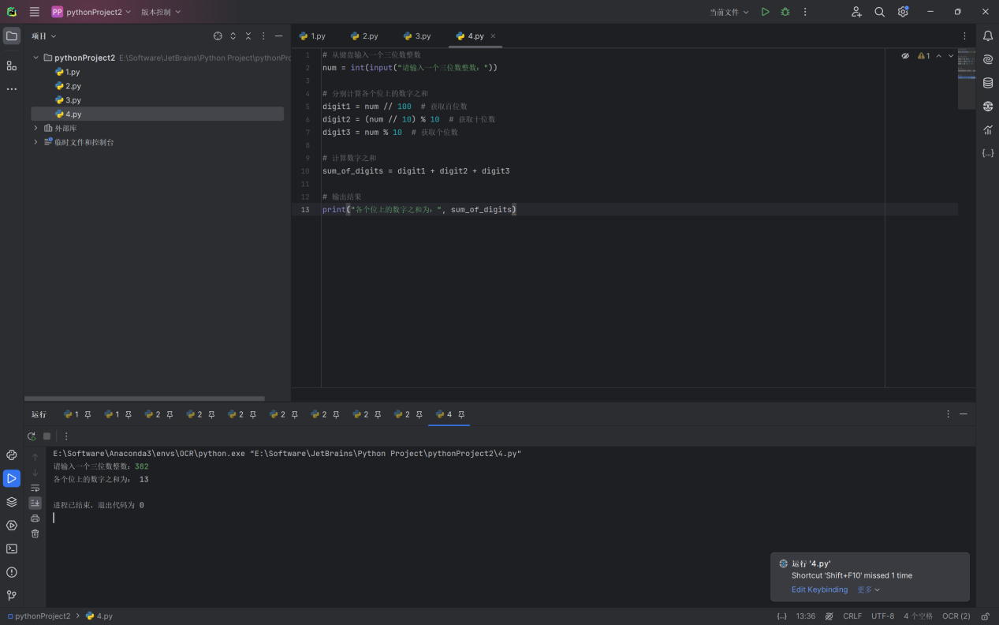 PP pythonProject2 版本控制 当前文件
项目
pythonProject2 E:\Software\JetBrains\Python Project\pythonPro
1.py
2.py
3.py
4.py
外部库
临时文件和控制台
1.py 2.py 3.py 4.py
1 # 从键盘输入一个三位数整数
2 num = int(input("请输入一个三位数整数："))
3
4 # 分别计算各个位上的数字之和
5 digit1 = num // 100 # 获取百位数
6 digit2 = (num // 10) % 10 # 获取十位数
7 digit3 = num % 10 # 获取个位数
8
9 # 计算数字之和
10 sum_of_digits = digit1 + digit2 + digit3
11
12 # 输出结果
13 print("各个位上的数字之和为：", sum_of_digits)
1
运行 1 1 2 2 2 2 2 2 2 4
E:\Software\Anaconda3\envs\OCR\python.exe "E:\Software\JetBrains\Python Project\pythonProject2\4.py"
请输入一个三位数整数：382
各个位上的数字之和为： 13
进程已结束，退出代码为 0
运行 '4.py'
Shortcut 'Shift+F10' missed 1 time
Edit Keybinding 更多
pythonProject2 4.py
{…} 13:36 CRLF UTF-8 4 个空格 OCR (2)